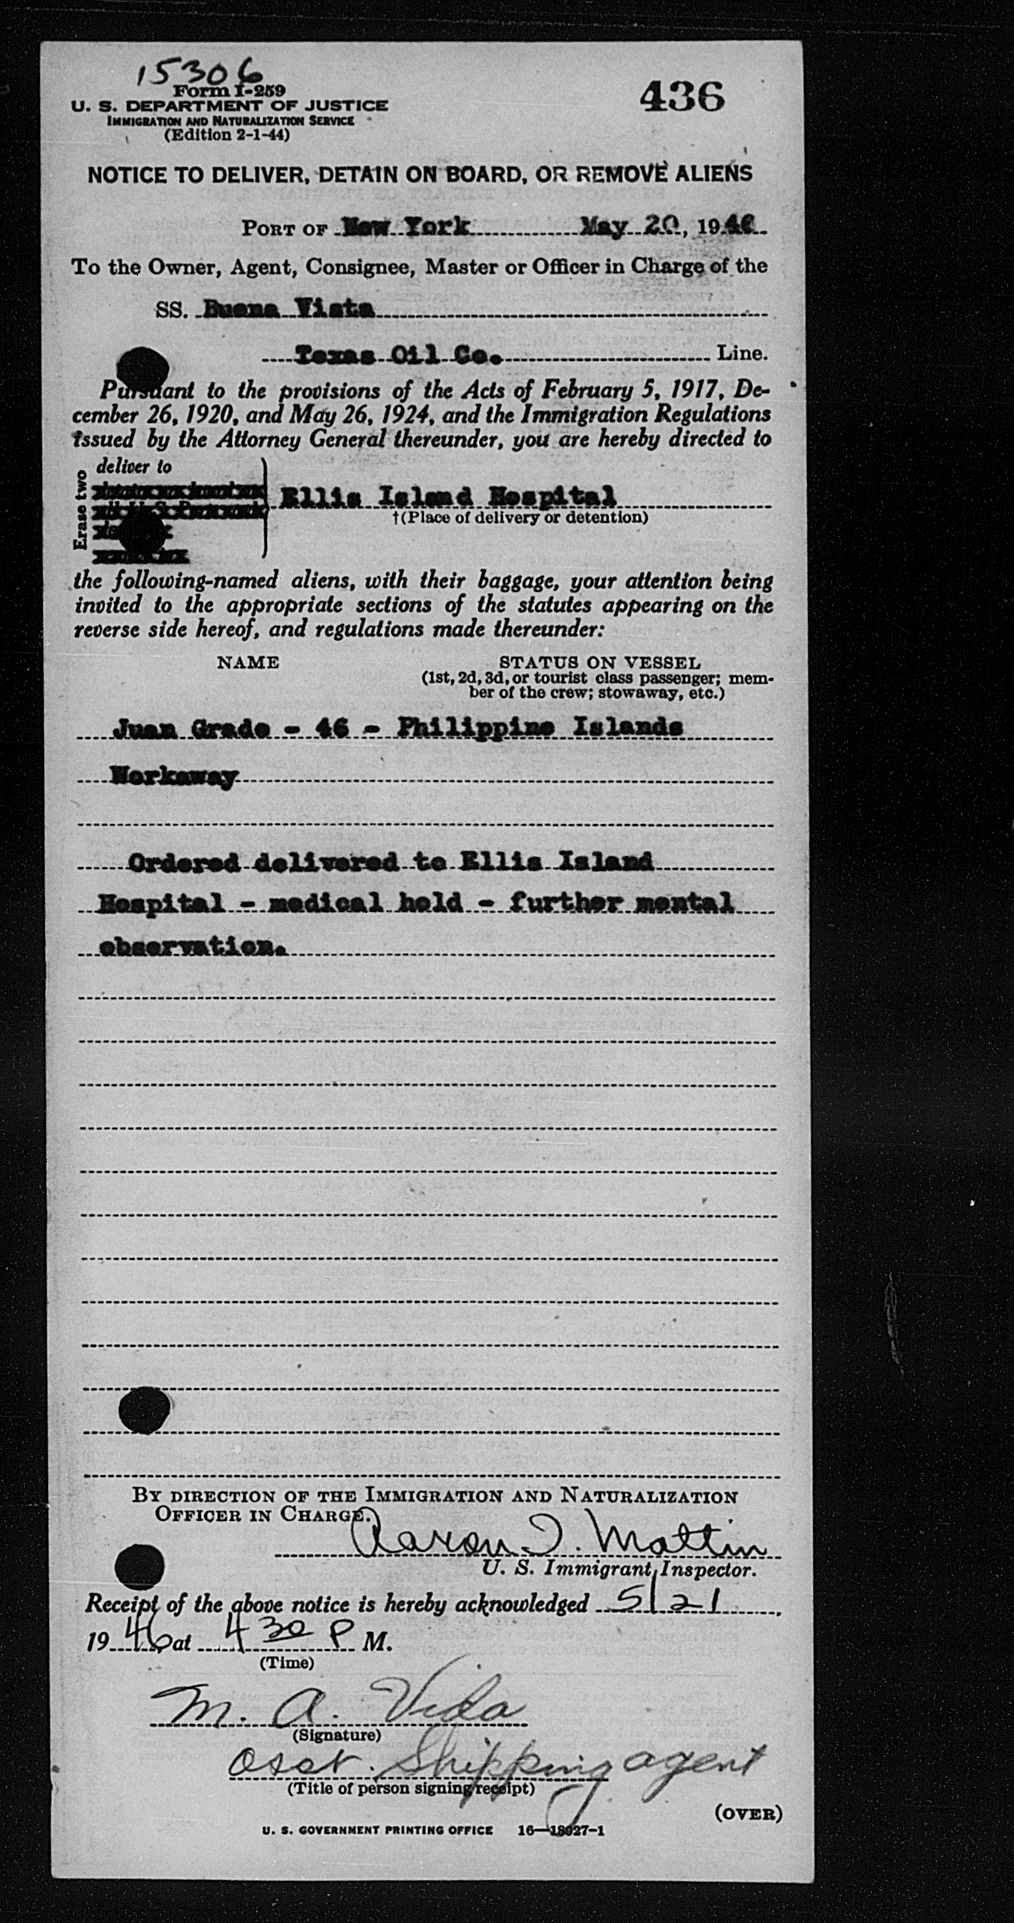 15306
Form I-259
U. S. DEPARTMENT OF JUSTICE
IMMIGRATION AND NATURALIZATION SERVICE
(Edition 2-1-44)
436
NOTICE TO DELIVER, DETAIN ON BOARD, OR REMOVE ALIENS
PORT OF New York May 20, 1946
To the Owner, Agent, Consignee, Master or Officer in Charge of the
SS. Buena Vista
Texas Oil Co. Line.
Pursuant to the provisions of the Acts of February 5, 1917, De-
cember 26, 1920, and May 26, 1924, and the Immigration Regulations
issued by the Attorney General thereunder, you are hereby directed to
Erase two
deliver to
Ellis Island Hospital
†(Place of delivery or detention)
the following-named aliens, with their baggage, your attention being
invited to the appropriate sections of the statutes appearing on the
reverse side hereof, and regulations made thereunder:
NAME STATUS ON VESSEL
(1st, 2d, 3d, or tourist class passenger; mem-
ber of the crew; stowaway, etc.)
Juan Grade - 46 - Philippine Islands
Workaway
Ordered delivered to Ellis Island
Hospital - medical hold - further mental
observation.
BY DIRECTION OF THE IMMIGRATION AND NATURALIZATION
OFFICER IN CHARGE.
Aaron I. Maltin
U. S. Immigrant Inspector.
Receipt of the above notice is hereby acknowledged 5/21,
1946 at 4 30 P M.
(Time)
M. A. Vida
(Signature)
asst. Shipping agent
(Title of person signing receipt)
(OVER)
U. S. GOVERNMENT PRINTING OFFICE 16—18027-1